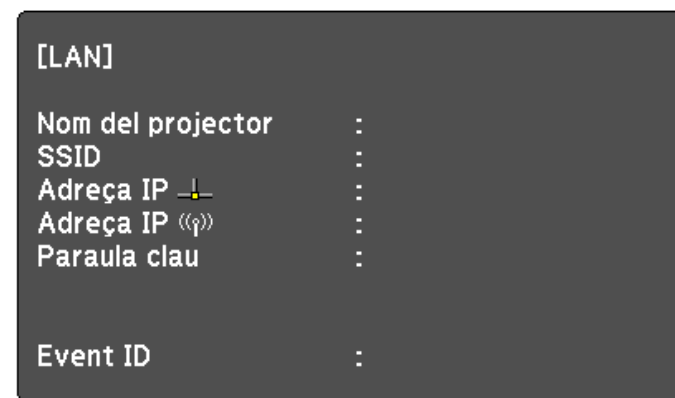 [LAN]
Nom del projector :
SSID :
Adreça IP :
Adreça IP :
Paraula clau :
Event ID :